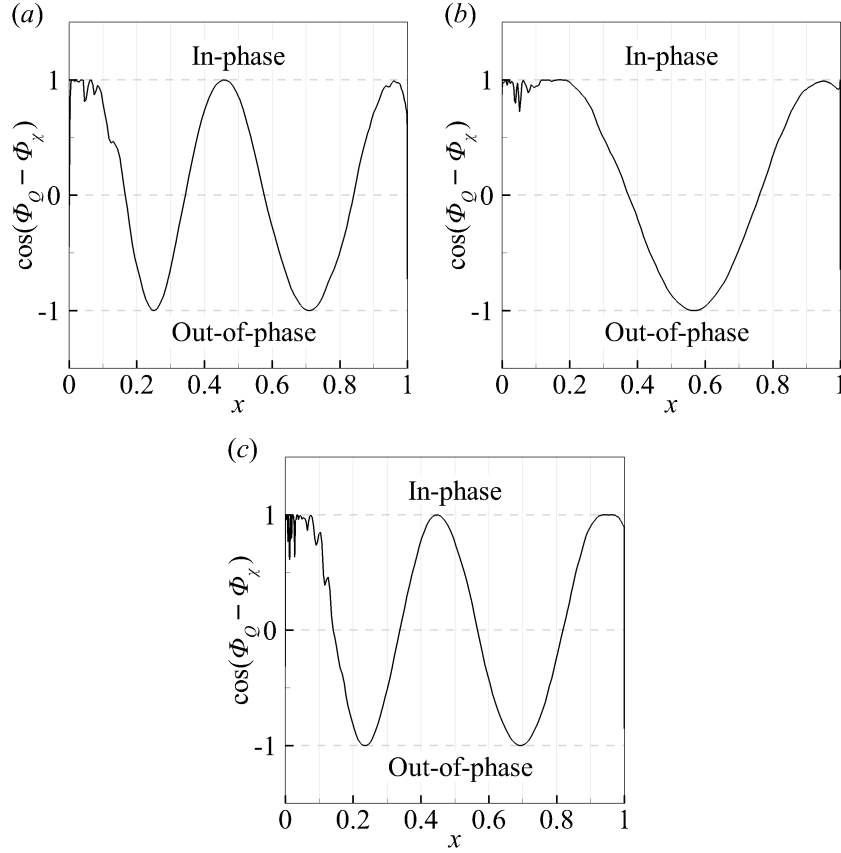 (a)
In-phase
1
0
-1
cos(Φ_Q − Φ_χ)
Out-of-phase
0 0.2 0.4 0.6 0.8 1
x
(b)
In-phase
1
0
-1
cos(Φ_Q − Φ_χ)
Out-of-phase
0 0.2 0.4 0.6 0.8 1
x
(c)
In-phase
1
0
-1
cos(Φ_Q − Φ_χ)
Out-of-phase
0 0.2 0.4 0.6 0.8 1
x